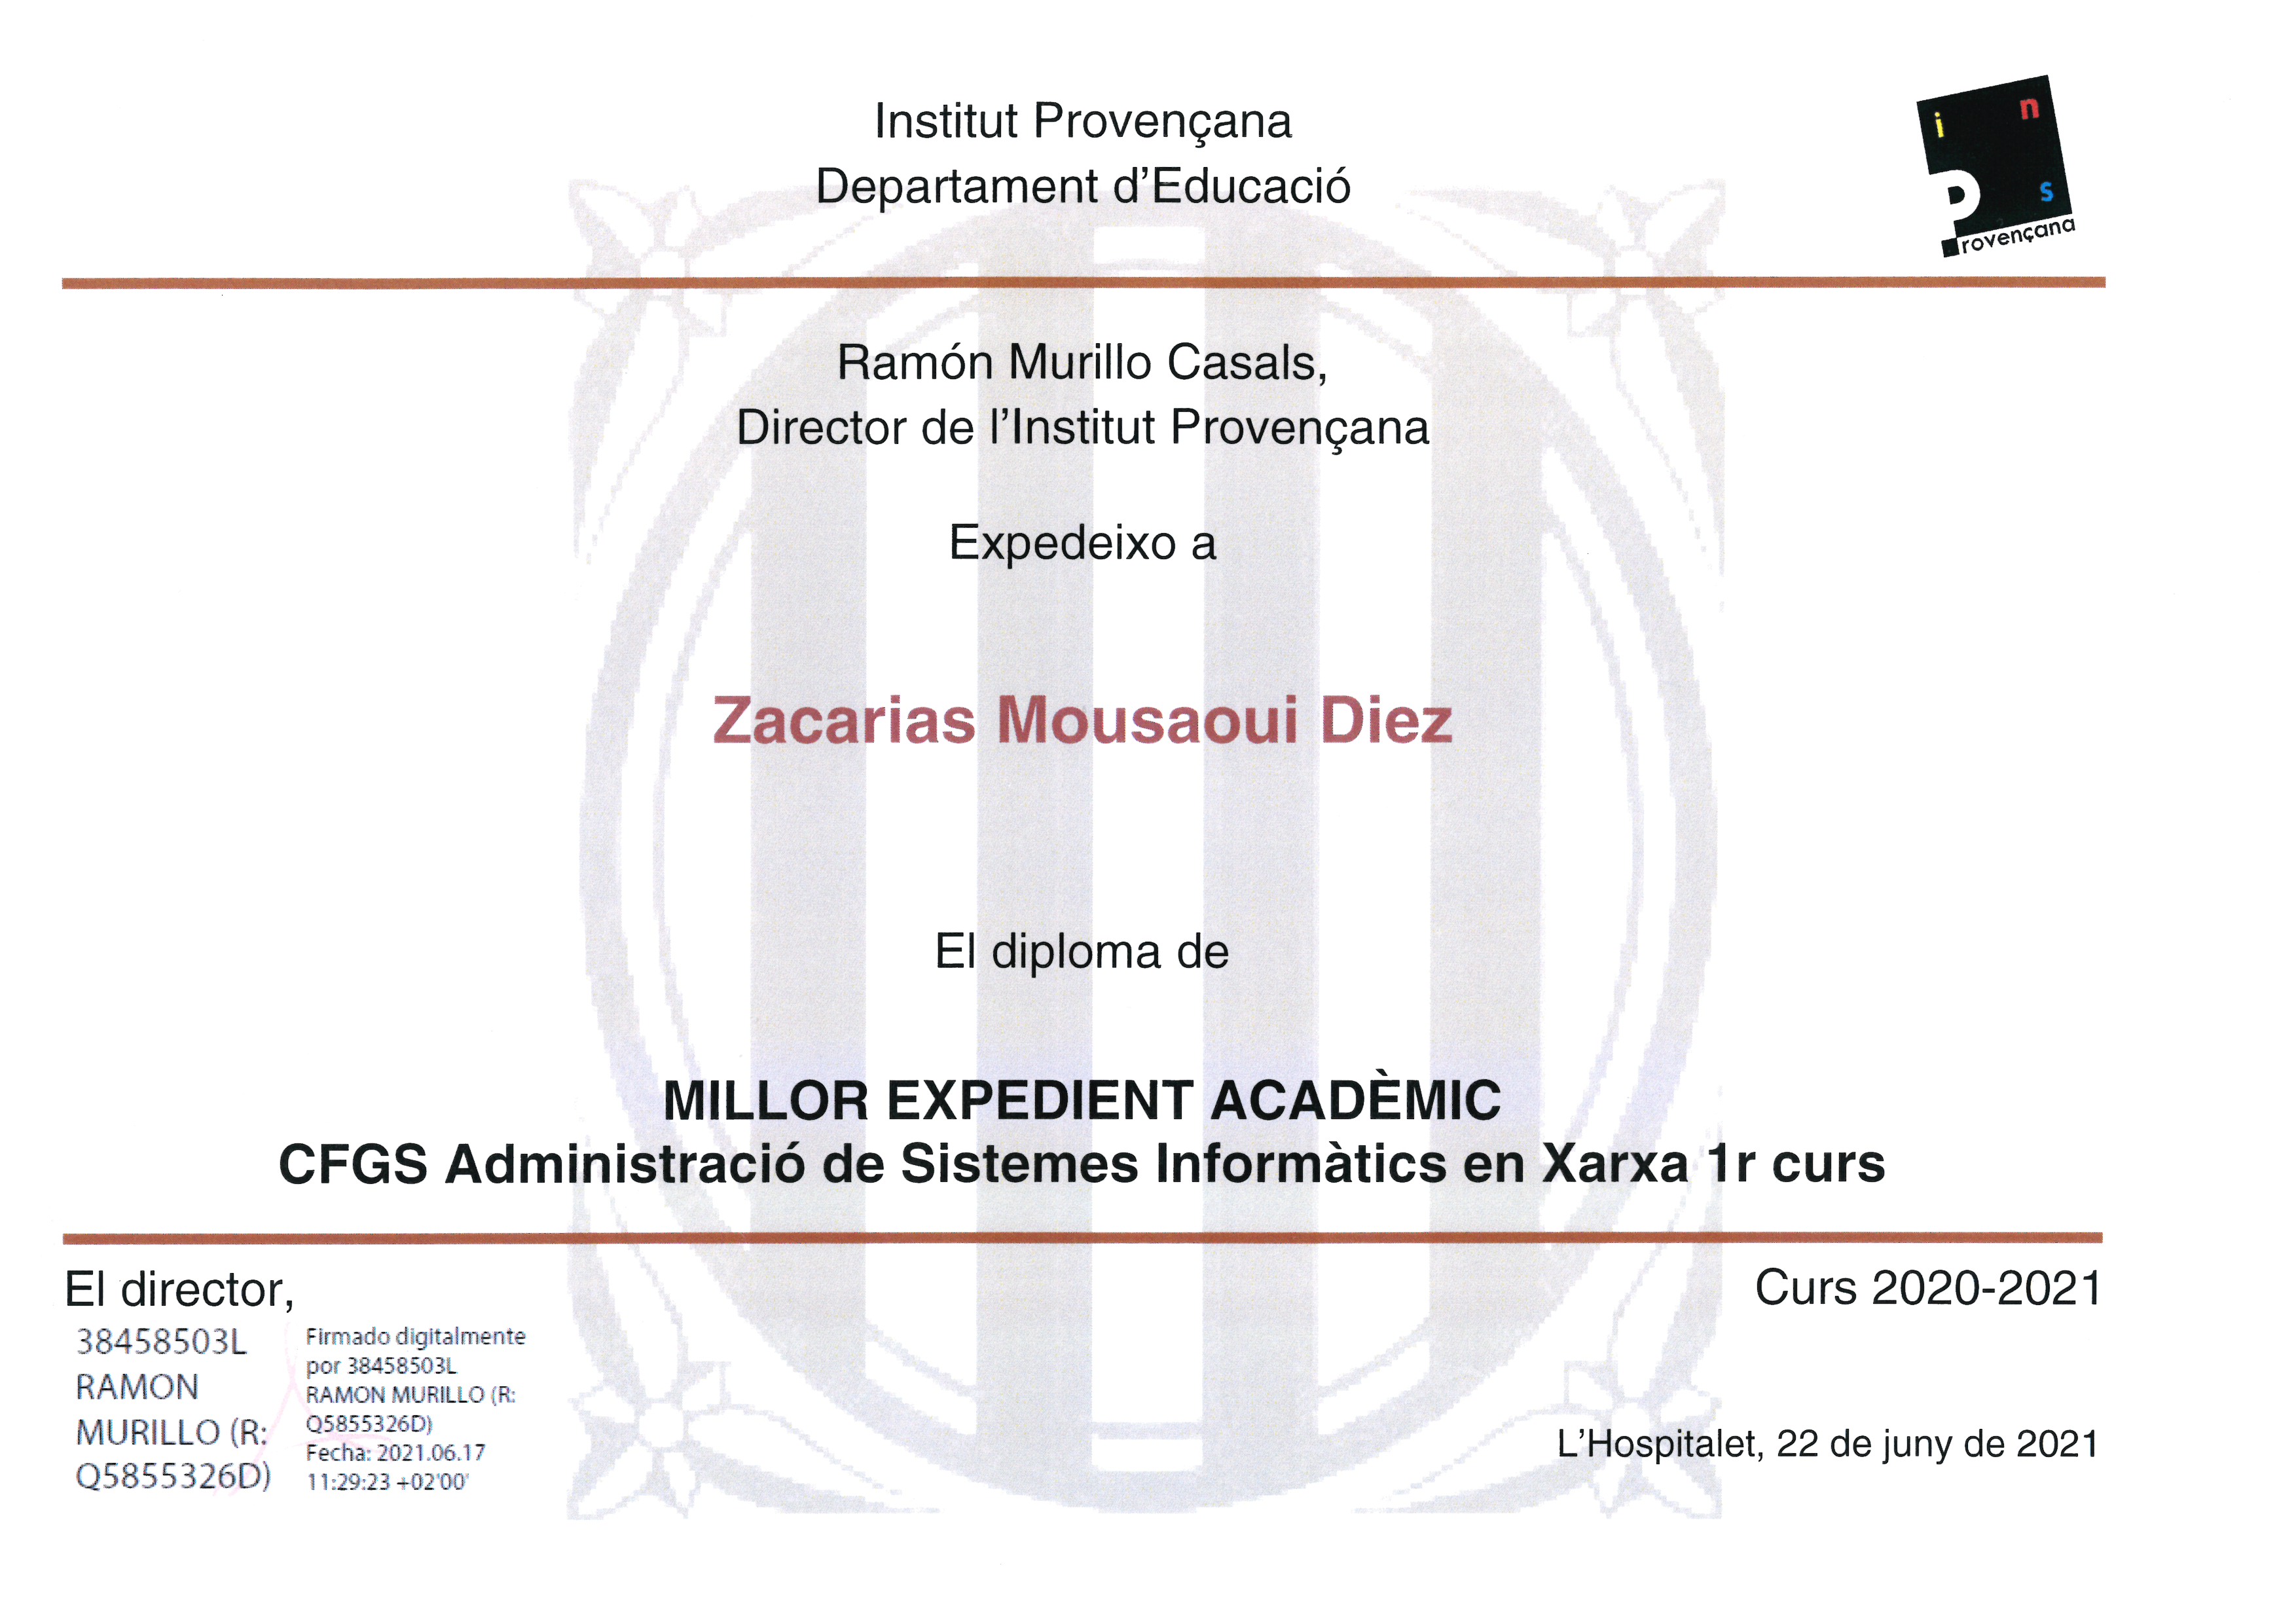 Institut Provençana
Departament d'Educació
i n
s
Provençana
Ramón Murillo Casals,
Director de l'Institut Provençana
Expedeixo a
Zacarias Mousaoui Diez
El diploma de
MILLOR EXPEDIENT ACADÈMIC
CFGS Administració de Sistemes Informàtics en Xarxa 1r curs
El director,
38458503L
RAMON
MURILLO (R:
Q5855326D)
Firmado digitalmente
por 38458503L
RAMON MURILLO (R:
Q5855326D)
Fecha: 2021.06.17
11:29:23 +02'00'
Curs 2020-2021
L'Hospitalet, 22 de juny de 2021